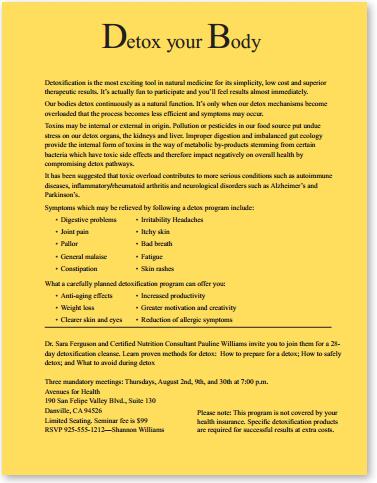 Detox your Body
Detoxification is the most exciting tool in natural medicine for its simplicity, low cost and superior
therapeutic results. It's actually fun to participate and you'll feel results almost immediately.
Our bodies detox continuously as a natural function. It's only when our detox mechanisms become
overloaded that the process becomes less efficient and symptoms may occur.
Toxins may be internal or external in origin. Pollution or pesticides in our food source put undue
stress on our detox organs, the kidneys and liver. Improper digestion and imbalanced gut ecology
provide the internal form of toxins in the way of metabolic by-products stemming from certain
bacteria which have toxic side effects and therefore impact negatively on overall health by
compromising detox pathways.
It has been suggested that toxic overload contributes to more serious conditions such as autoimmune
diseases, inflammatory/rheumatoid arthritis and neurological disorders such as Alzheimer's and
Parkinson's.
Symptoms which may be relieved by following a detox program include:
• Digestive problems • Irritability Headaches
• Joint pain • Itchy skin
• Pallor • Bad breath
• General malaise • Fatigue
• Constipation • Skin rashes
What a carefully planned detoxification program can offer you:
• Anti-aging effects • Increased productivity
• Weight loss • Greater motivation and creativity
• Clearer skin and eyes • Reduction of allergic symptoms
Dr. Sara Ferguson and Certified Nutrition Consultant Pauline Williams invite you to join them for a 28-
day detoxification cleanse. Learn proven methods for detox: How to prepare for a detox; How to safely
detox; and What to avoid during detox
Three mandatory meetings: Thursdays, August 2nd, 9th, and 30th at 7:00 p.m.
Avenues for Health
190 San Felipe Valley Blvd., Suite 130
Danville, CA 94526
Limited Seating. Seminar fee is $99
RSVP 925-555-1212—Shannon Williams
Please note: This program is not covered by your
health insurance. Specific detoxification products
are required for successful results at extra costs.